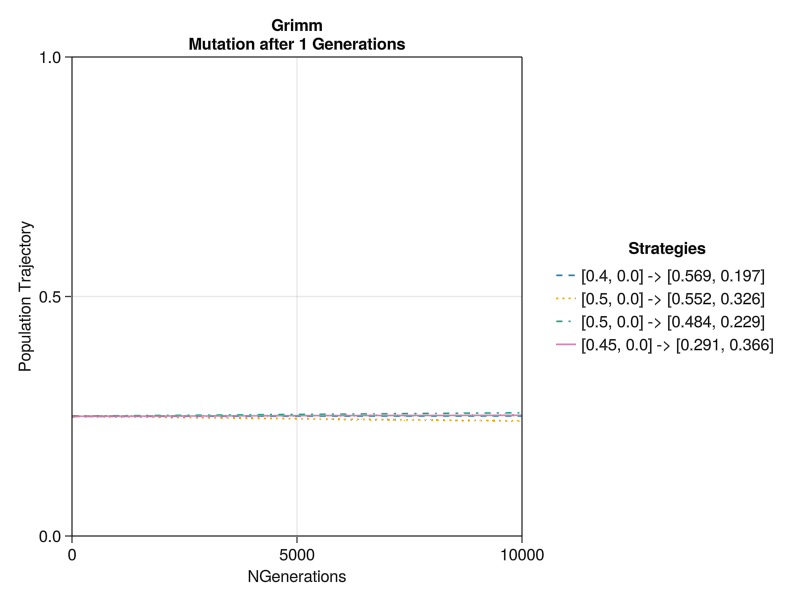 Grimm
Mutation after 1 Generations
1.0
0.5
0.0
Population Trajectory
0
5000
10000
NGenerations
Strategies
[0.4, 0.0] -> [0.569, 0.197]
[0.5, 0.0] -> [0.552, 0.326]
[0.5, 0.0] -> [0.484, 0.229]
[0.45, 0.0] -> [0.291, 0.366]